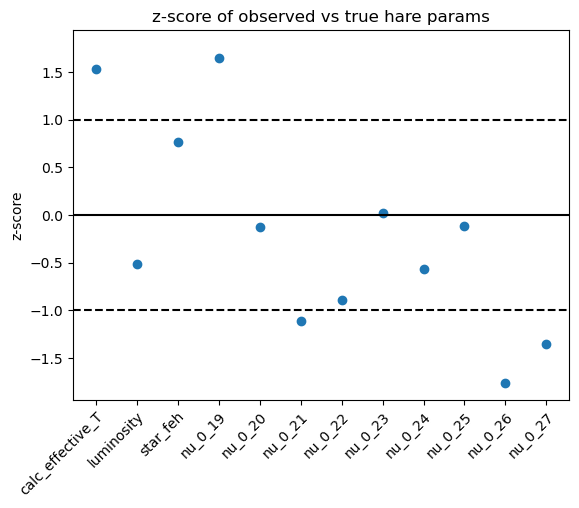 z-score of observed vs true hare params
z-score
1.5
1.0
0.5
0.0
−0.5
−1.0
−1.5
calc_effective_T
luminosity
star_feh
nu_0_19
nu_0_20
nu_0_21
nu_0_22
nu_0_23
nu_0_24
nu_0_25
nu_0_26
nu_0_27